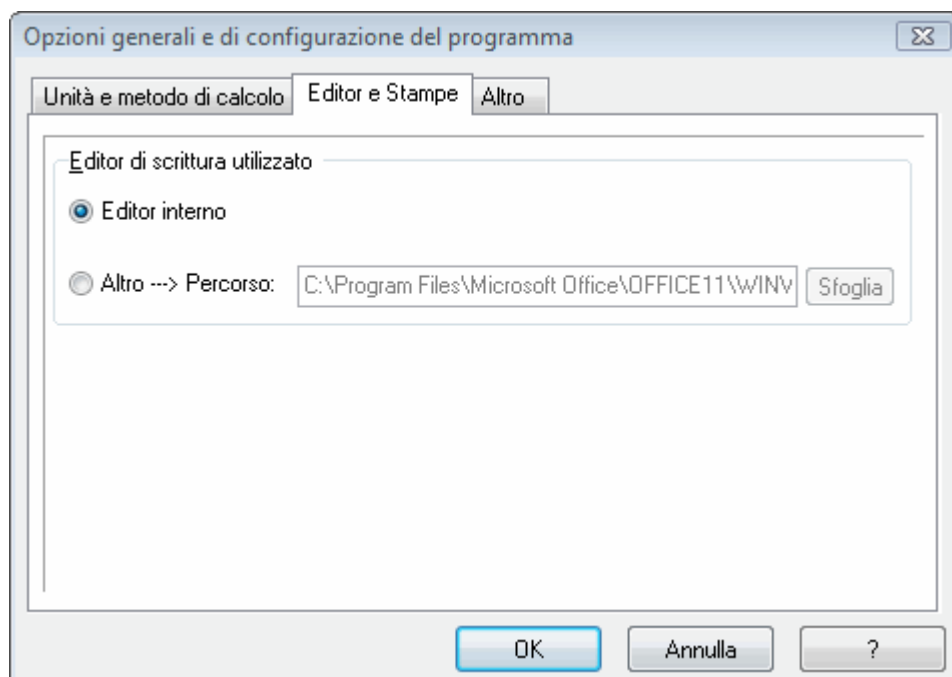 Opzioni generali e di configurazione del programma
Unità e metodo di calcolo Editor e Stampe Altro
Editor di scrittura utilizzato
Editor interno
Altro ---> Percorso: C:\Program Files\Microsoft Office\OFFICE11\WINV Sfoglia
OK Annulla ?